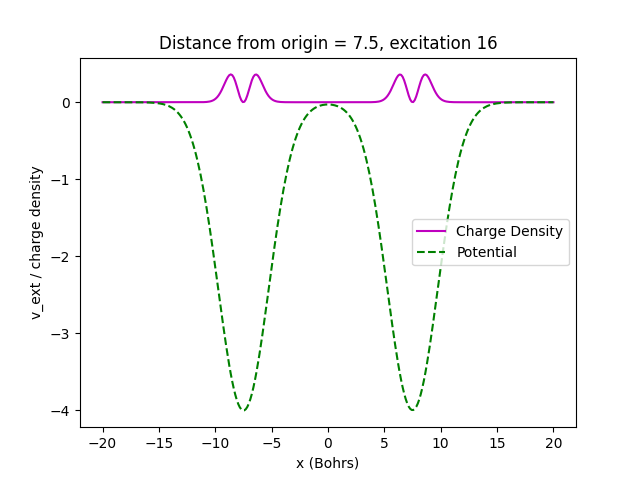 Distance from origin = 7.5, excitation 16
v_ext / charge density
0
−1
−2
−3
−4
Charge Density
Potential
−20
−15
−10
−5
0
5
10
15
20
x (Bohrs)